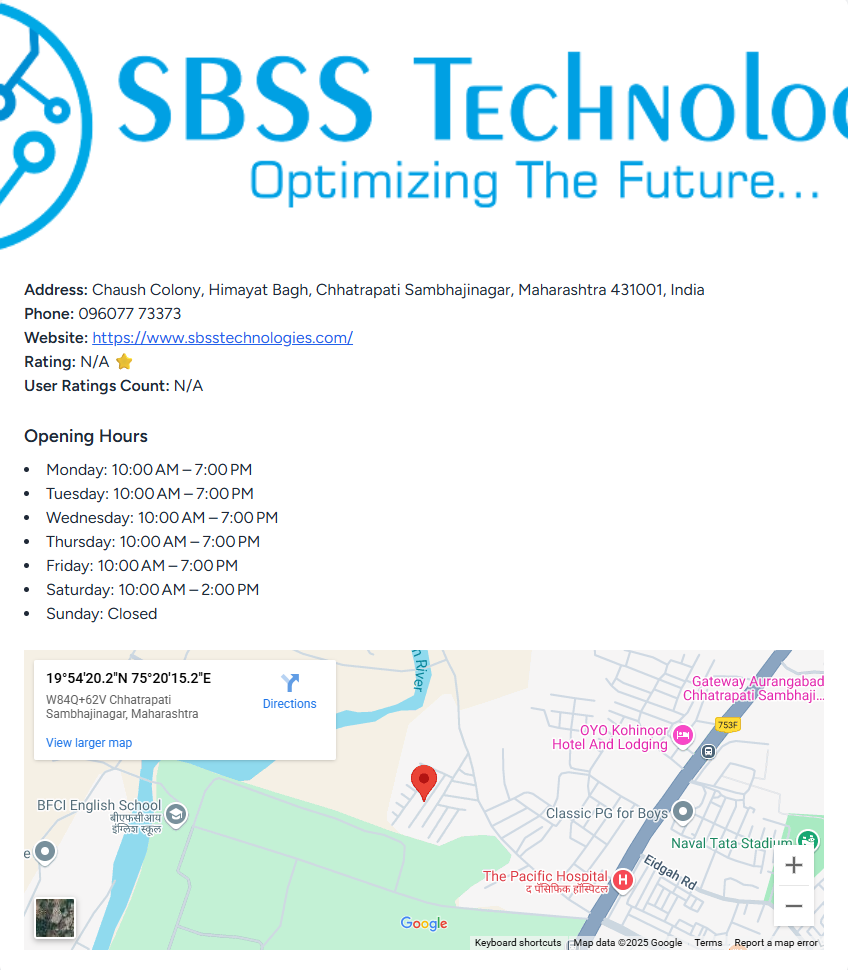 SBSS Technolo
Optimizing The Future...
Address: Chaush Colony, Himayat Bagh, Chhatrapati Sambhajinagar, Maharashtra 431001, India
Phone: 096077 73373
Website: https://www.sbsstechnologies.com/
Rating: N/A ⭐
User Ratings Count: N/A
Opening Hours
• Monday: 10:00 AM – 7:00 PM
• Tuesday: 10:00 AM – 7:00 PM
• Wednesday: 10:00 AM – 7:00 PM
• Thursday: 10:00 AM – 7:00 PM
• Friday: 10:00 AM – 7:00 PM
• Saturday: 10:00 AM – 2:00 PM
• Sunday: Closed
19°54'20.2"N 75°20'15.2"E
W84Q+62V Chhatrapati
Sambhajinagar, Maharashtra
Directions
View larger map
River
Gateway Aurangabad
Chhatrapati Sambhaji...
753F
OYO Kohinoor
Hotel And Lodging
BFCI English School
बीएफसीआय
इंग्लिश स्कूल
Classic PG for Boys
Naval Tata Stadium
e
Eidgah Rd
The Pacific Hospital
H
द पॅसिफिक हॉस्पिटल
Google
Keyboard shortcuts
Map data ©2025 Google
Terms
Report a map error